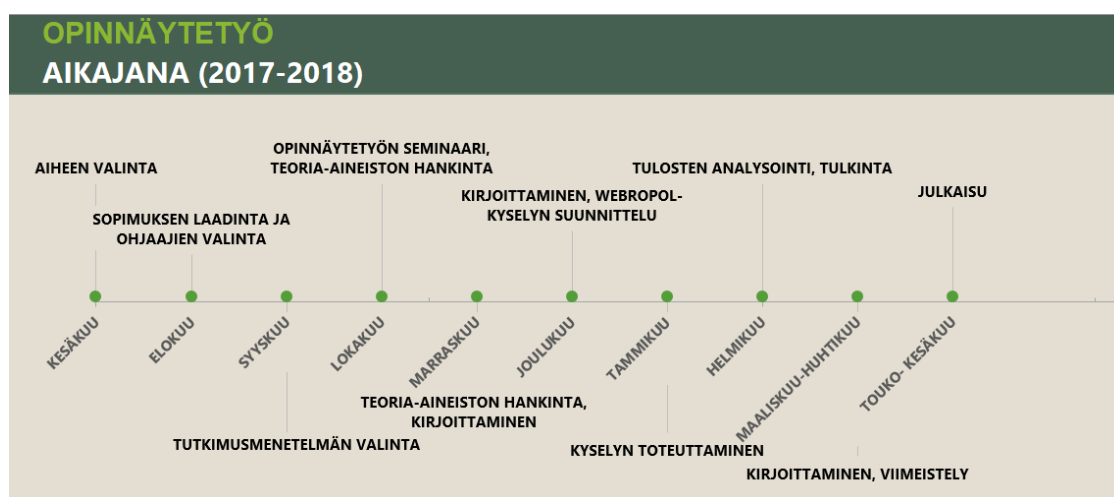 OPINNÄYTETYÖ
AIKAJANA (2017-2018)
AIHEEN VALINTA
SOPIMUKSEN LAADINTA JA
OHJAAJIEN VALINTA
OPINNÄYTETYÖN SEMINAARI,
TEORIA-AINEISTON HANKINTA
KIRJOITTAMINEN, WEBROPOL-
KYSELYN SUUNNITTELU
TULOSTEN ANALYSOINTI, TULKINTA
JULKAISU
KESÄKUU
ELOKUU
SYYSKUU
LOKAKUU
MARRASKUU
JOULUKUU
TAMMIKUU
HELMIKUU
MAALISKUU-HUHTIKUU
TOUKO- KESÄKUU
TUTKIMUSMENETELMÄN VALINTA
TEORIA-AINEISTON HANKINTA,
KIRJOITTAMINEN
KYSELYN TOTEUTTAMINEN
KIRJOITTAMINEN, VIIMEISTELY